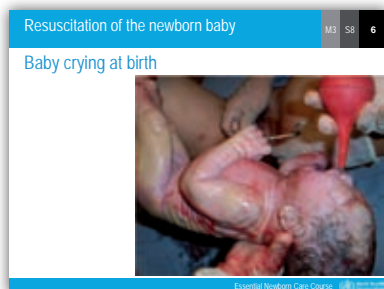 Resuscitation of the newborn baby
M3 S8 6
Baby crying at birth
Essential Newborn Care Course